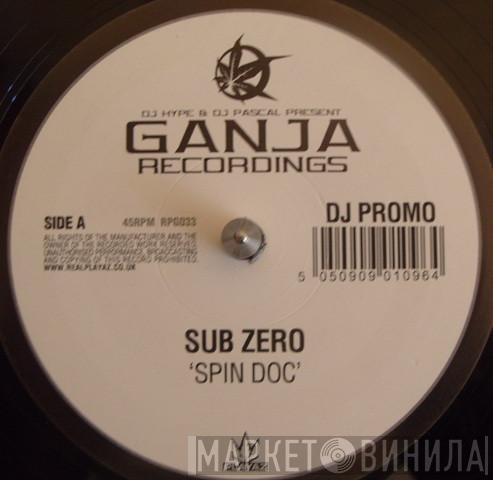 DJ HYPE & DJ PASCAL PRESENT
GANJA
RECORDINGS
SIDE A 45RPM RPG033
DJ PROMO
ALL RIGHTS OF THE MANUFACTURER AND THE
OWNER OF THE RECORDED WORK RESERVED.
UNAUTHORISED PERFORMANCE, BROADCASTING
AND COPYING OF THIS RECORD PROHIBITED.
WWW.REALPLAYAZ.CO.UK
5 050909 010964
SUB ZERO
'SPIN DOC'
МАРКЕТ ВИНИЛА